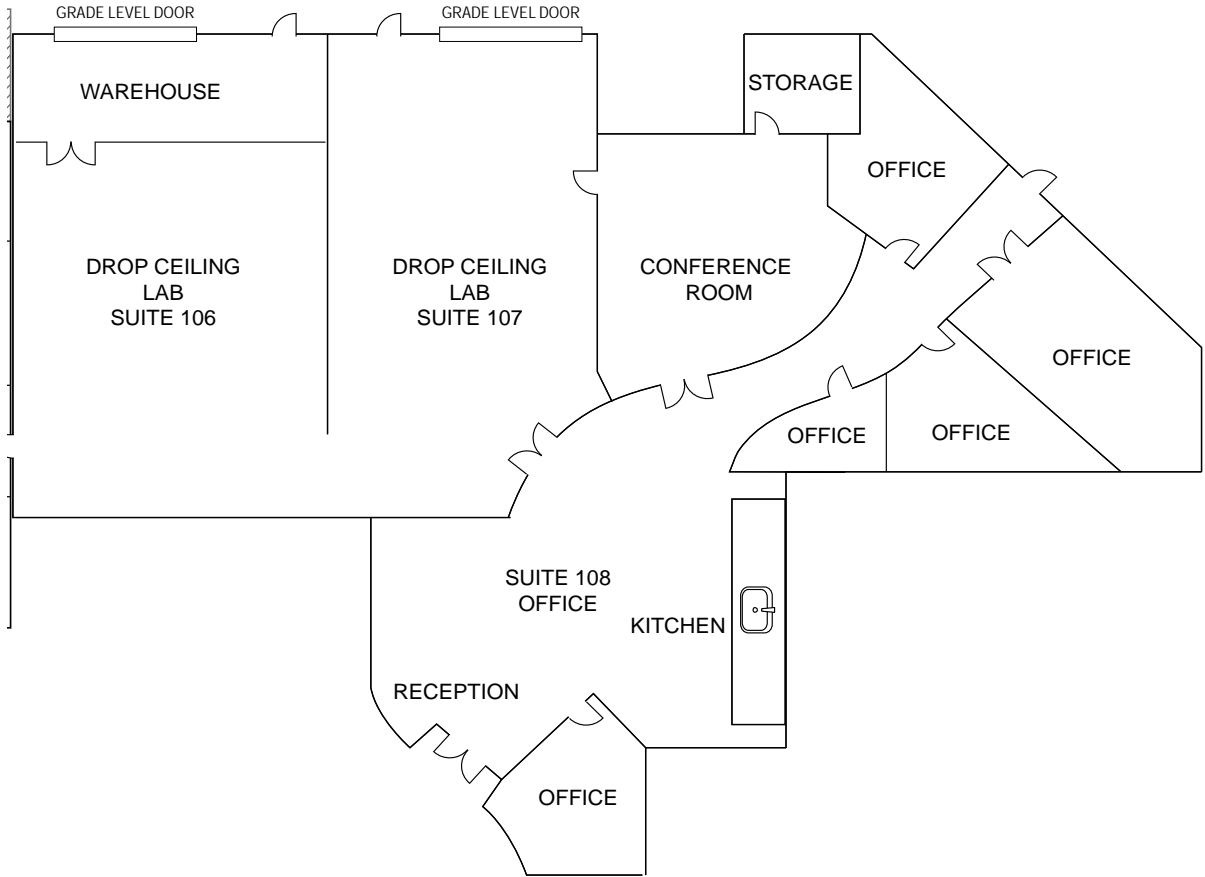 GRADE LEVEL DOOR
GRADE LEVEL DOOR
WAREHOUSE
STORAGE
OFFICE
DROP CEILING
LAB
SUITE 106
DROP CEILING
LAB
SUITE 107
CONFERENCE
ROOM
OFFICE
OFFICE
OFFICE
SUITE 108
OFFICE
KITCHEN
RECEPTION
OFFICE